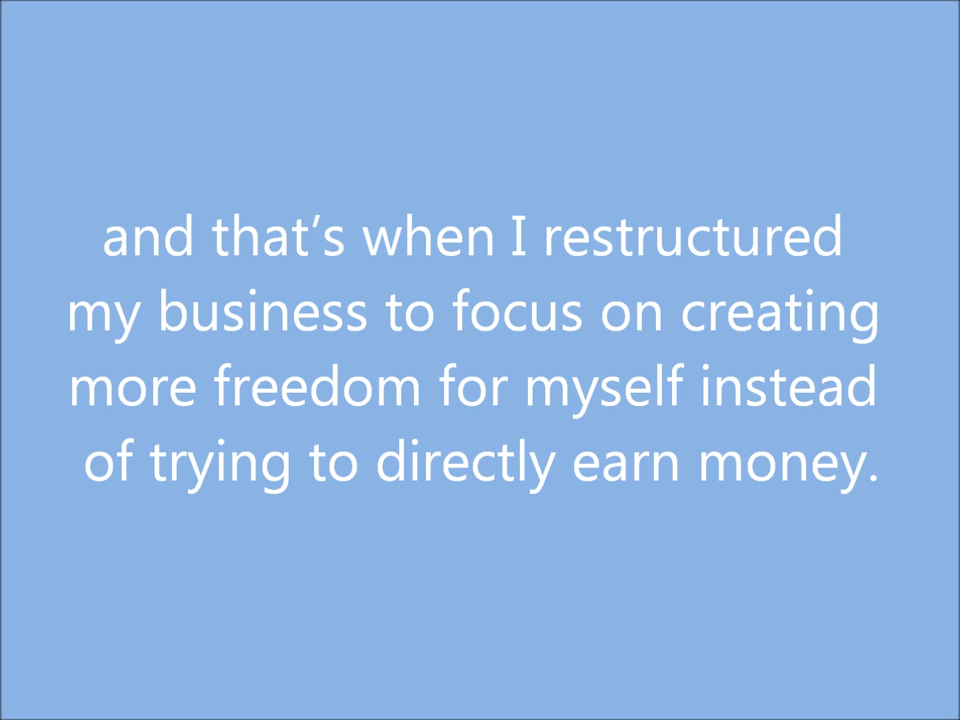 and that’s when I restructured
my business to focus on creating
more freedom for myself instead
of trying to directly earn money.